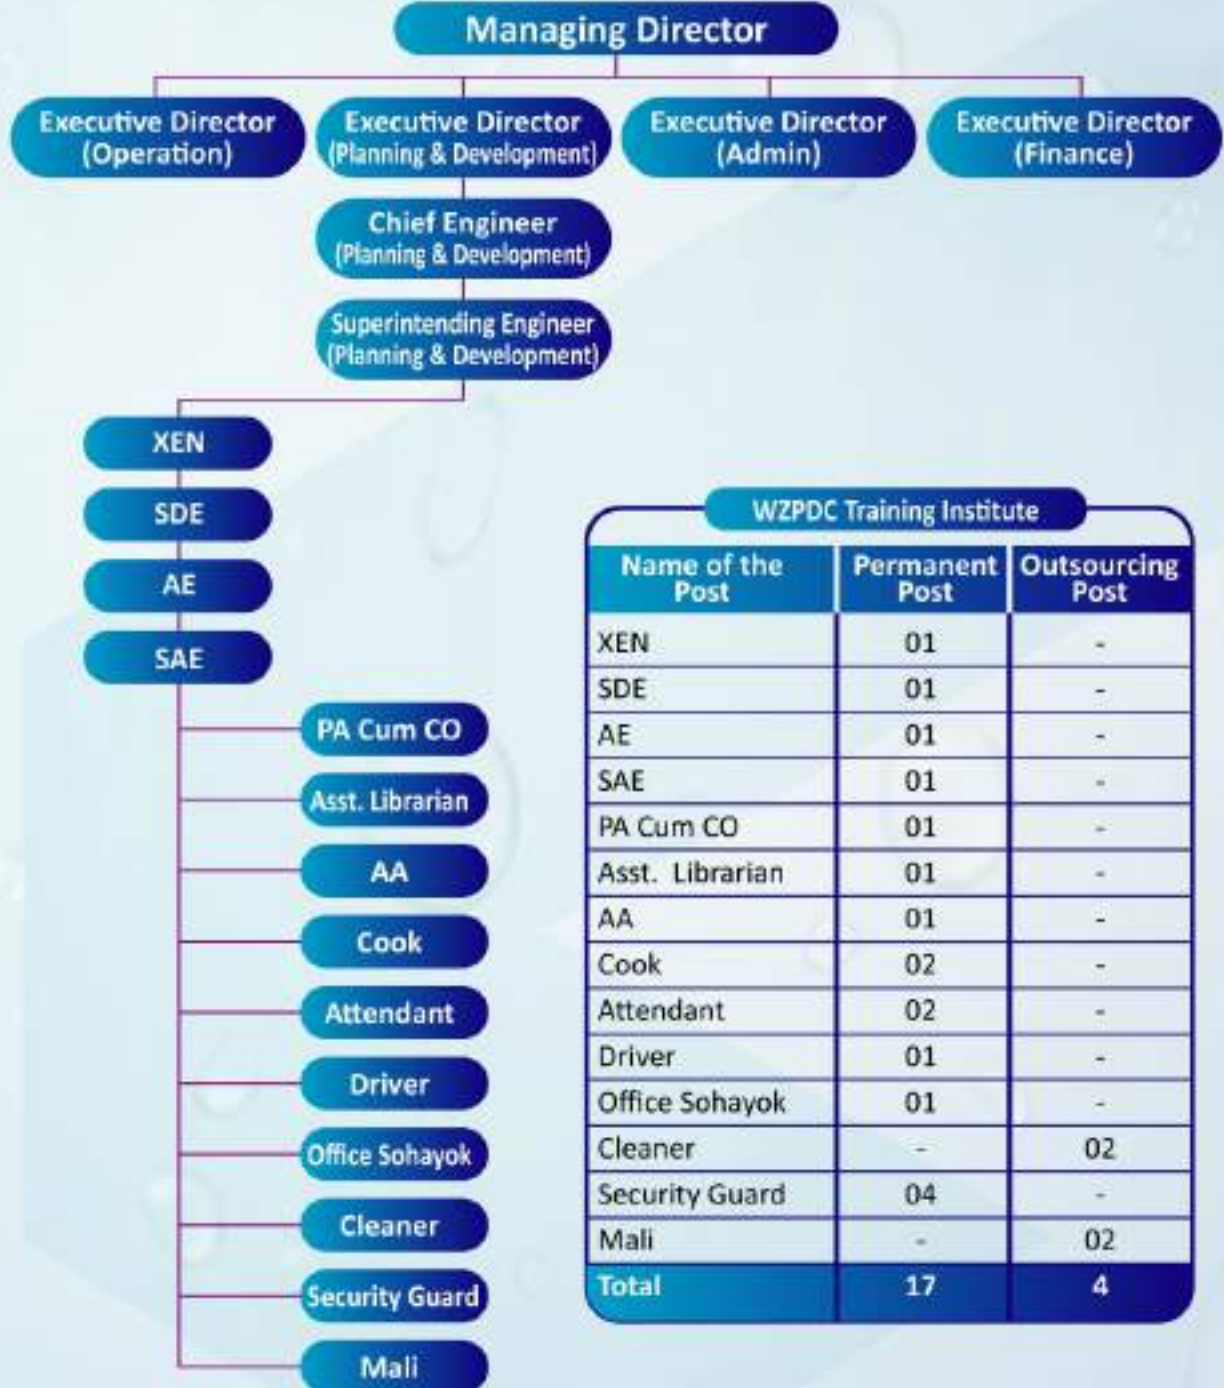 Managing Director
Executive Director
(Operation)
Executive Director
(Planning & Development)
Executive Director
(Admin)
Executive Director
(Finance)
Chief Engineer
(Planning & Development)
Superintending Engineer
(Planning & Development)
XEN
SDE
AE
SAE
PA Cum CO
Asst. Librarian
AA
Cook
Attendant
Driver
Office Sohayok
Cleaner
Security Guard
Mali
WZPDC Training Institute
Name of the Post Permanent Post Outsourcing Post
XEN 01 -
SDE 01 -
AE 01 -
SAE 01 -
PA Cum CO 01 -
Asst. Librarian 01 -
AA 01 -
Cook 02 -
Attendant 02 -
Driver 01 -
Office Sohayok 01 -
Cleaner - 02
Security Guard 04 -
Mali - 02
Total 17 4